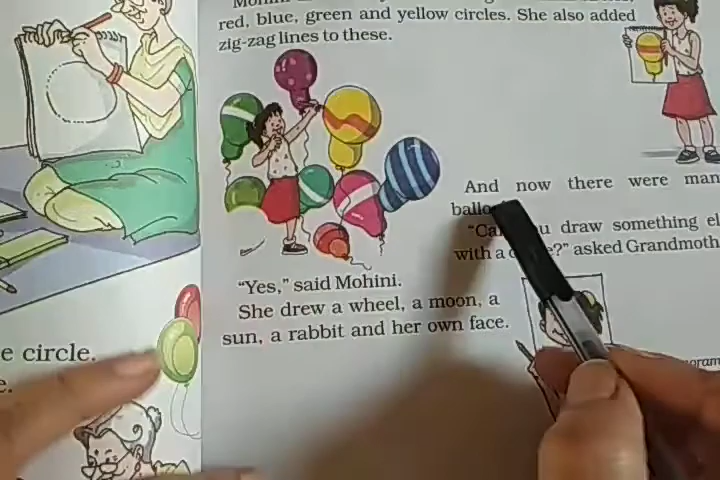 red, blue, green and yellow circles. She also added
zig-zag lines to these.
And now there were
"Yes," said Mohini.
She drew a wheel, a moon, a
sun, a rabbit and her own face.
draw something
with a asked
e circle.
e.